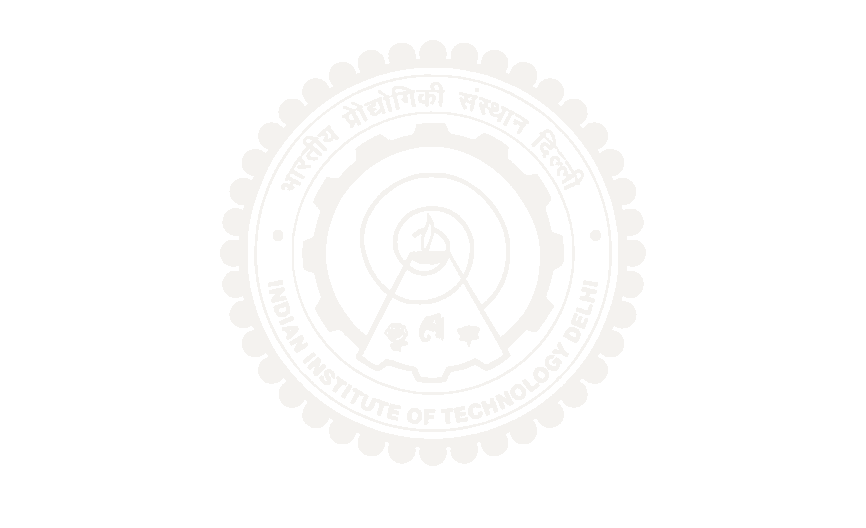 भारतीय प्रौद्योगिकी संस्थान दिल्ली
INDIAN INSTITUTE OF TECHNOLOGY DELHI